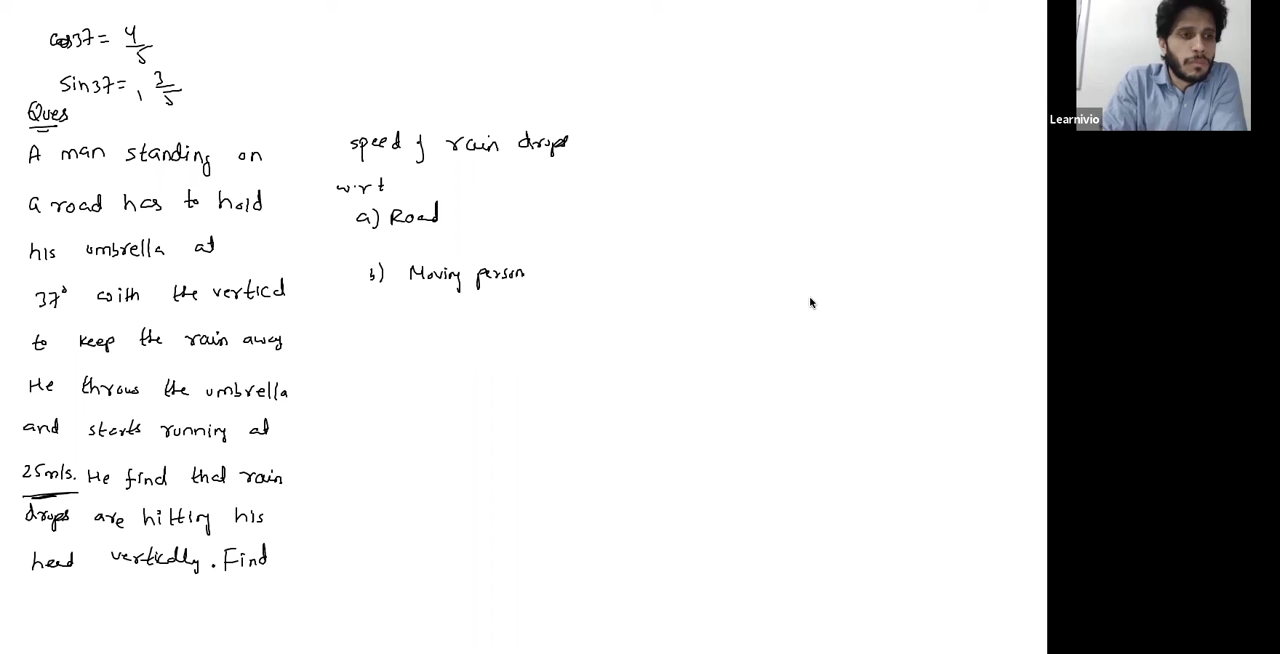 cos37 = 4/5
sin37 = 3/5
Ques
A man standing on
a road has to hold
his umbrella at
37° with the vertical
to keep the rain away
He throws the umbrella
and starts running at
25m/s. He find that rain
drops are hitting his
head vertically. Find
speed of rain drops
w.r.t
a) Road
b) Moving person
Learnivio